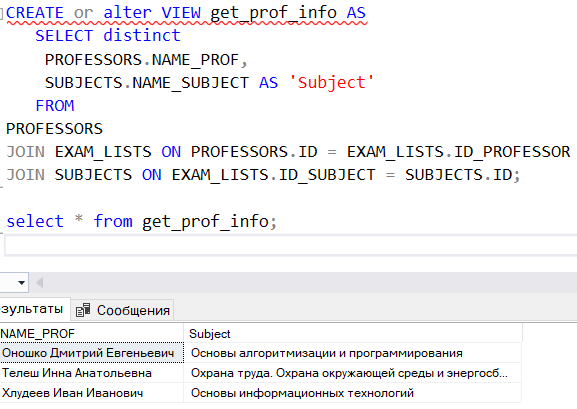 CREATE or alter VIEW get_prof_info AS
SELECT distinct
PROFESSORS.NAME_PROF,
SUBJECTS.NAME_SUBJECT AS 'Subject'
FROM
PROFESSORS
JOIN EXAM_LISTS ON PROFESSORS.ID = EXAM_LISTS.ID_PROFESSOR
JOIN SUBJECTS ON EXAM_LISTS.ID_SUBJECT = SUBJECTS.ID;
select * from get_prof_info;
езультаты Сообщения
NAME_PROF Subject
Оношко Дмитрий Евгеньевич Основы алгоритмизации и программирования
Телеш Инна Анатольевна Охрана труда. Охрана окружающей среды и энергосб...
Хлудеев Иван Иванович Основы информационных технологий